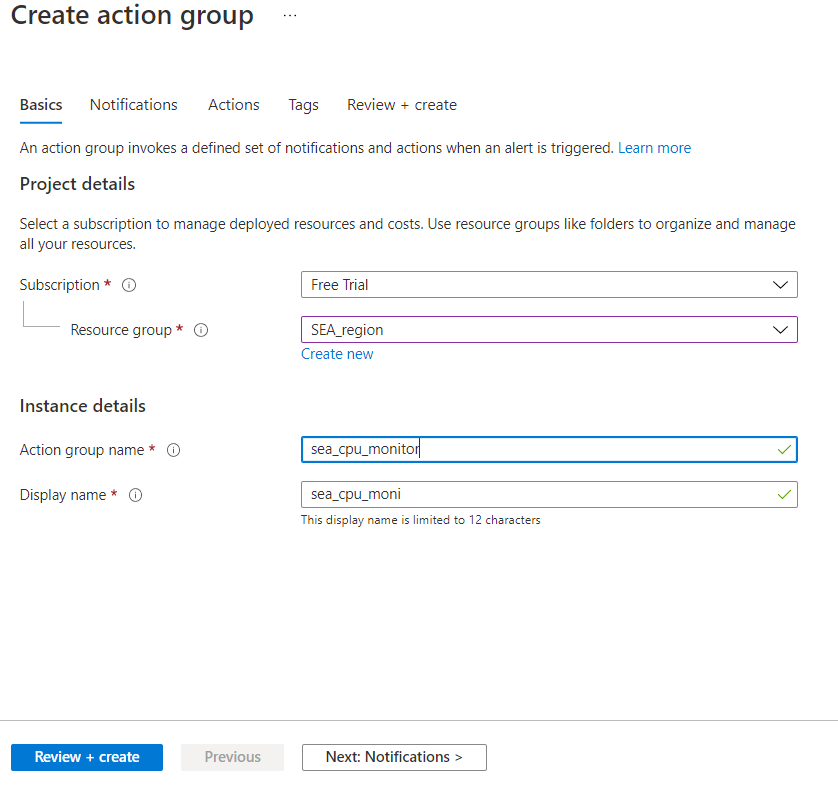 Create action group ...
Basics Notifications Actions Tags Review + create
An action group invokes a defined set of notifications and actions when an alert is triggered. Learn more
Project details
Select a subscription to manage deployed resources and costs. Use resource groups like folders to organize and manage
all your resources.
Subscription * Free Trial
Resource group * SEA_region
Create new
Instance details
Action group name * sea_cpu_monitor
Display name * sea_cpu_moni
This display name is limited to 12 characters
Review + create Previous Next: Notifications >